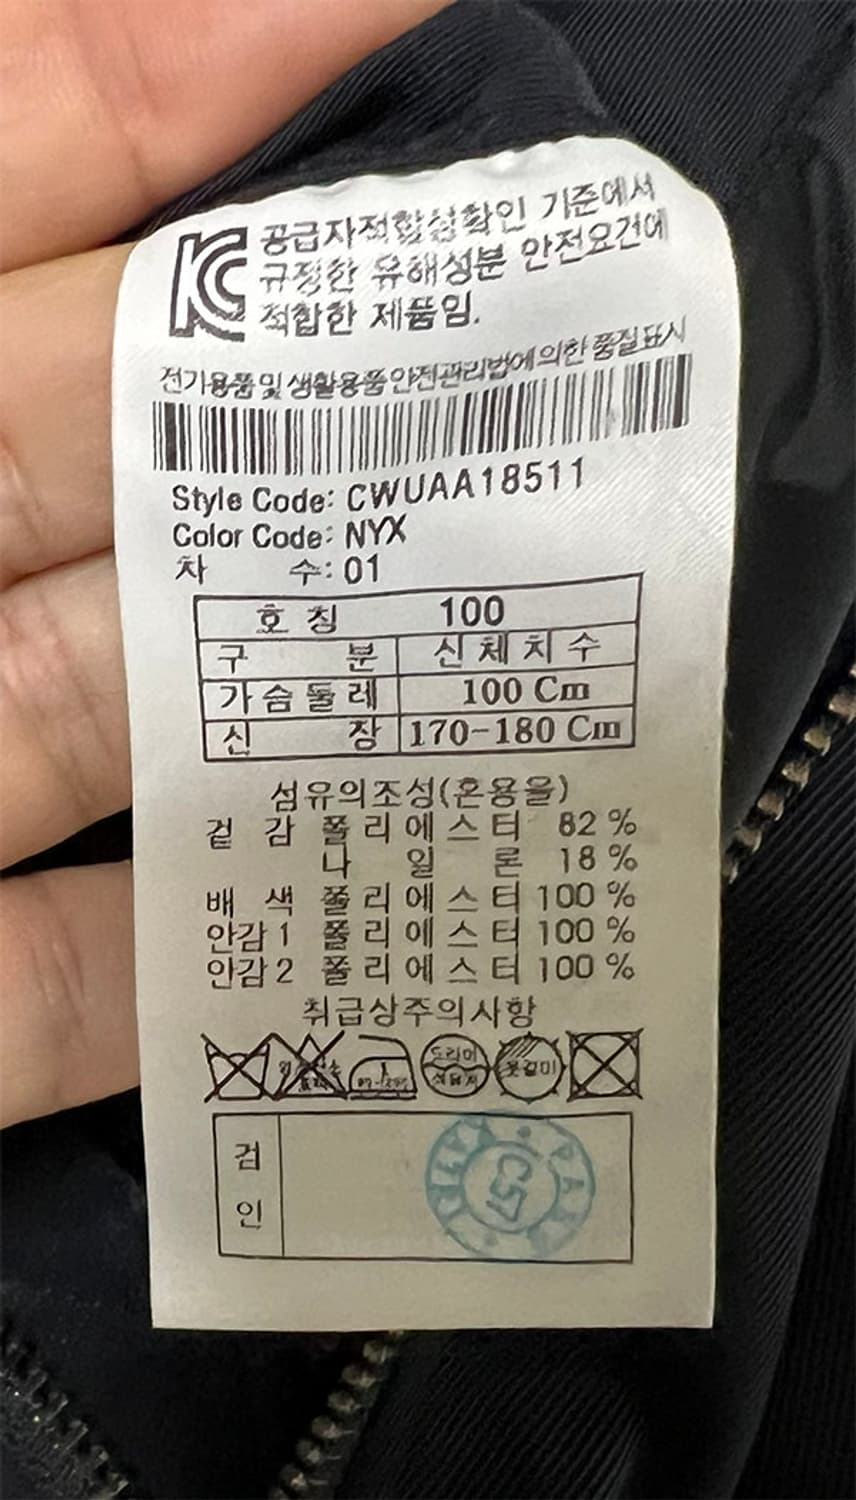 공급자적합성확인 기준에서
규정한 유해성분 안전요건에
적합한 제품임.
전기용품 및 생활용품 안전관리법에 의한 품질표시
Style Code: CWUAA18511
Color Code: NYX
차 수: 01
호 칭 100
구 분 신 체 치 수
가 슴 둘 레 100 Cm
신 장 170-180 Cm
섬유의조성(혼용율)
겉 감 폴 리 에 스 터 82 %
나 일 론 18 %
배 색 폴 리 에 스 터 100 %
안감 1 폴 리 에 스 터 100 %
안감 2 폴 리 에 스 터 100 %
취급상주의사항
드라이
옷걸이
검
인
C57